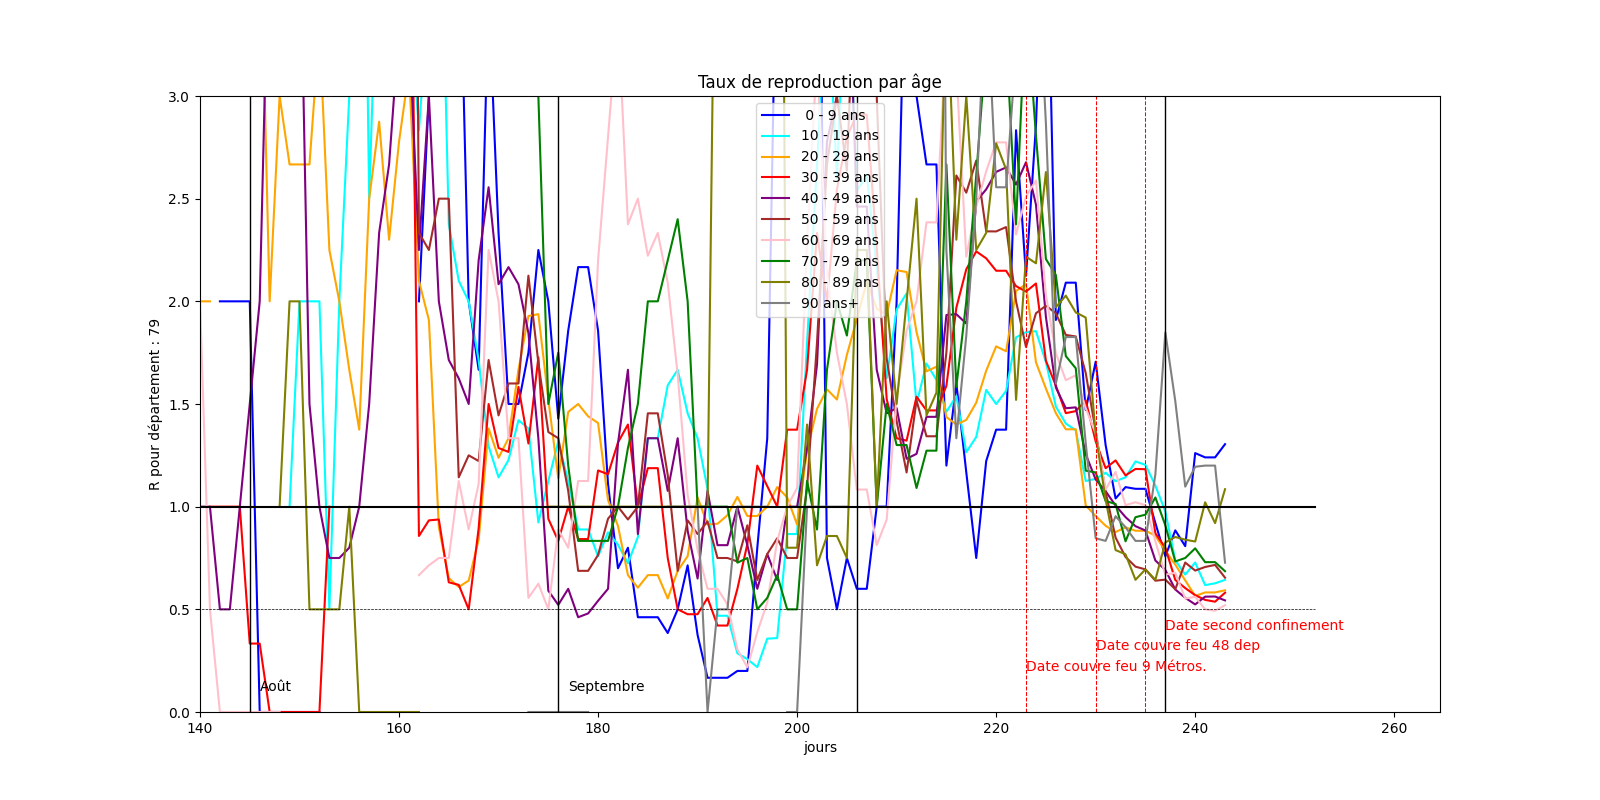 Taux de reproduction par âge
R pour département : 79
3.0
2.5
2.0
1.5
1.0
0.5
0.0
0 - 9 ans
10 - 19 ans
20 - 29 ans
30 - 39 ans
40 - 49 ans
50 - 59 ans
60 - 69 ans
70 - 79 ans
80 - 89 ans
90 ans+
Date second confinement
Date couvre feu 48 dep
Date couvre feu 9 Métros.
Août
Septembre
140
160
180
200
220
240
260
jours